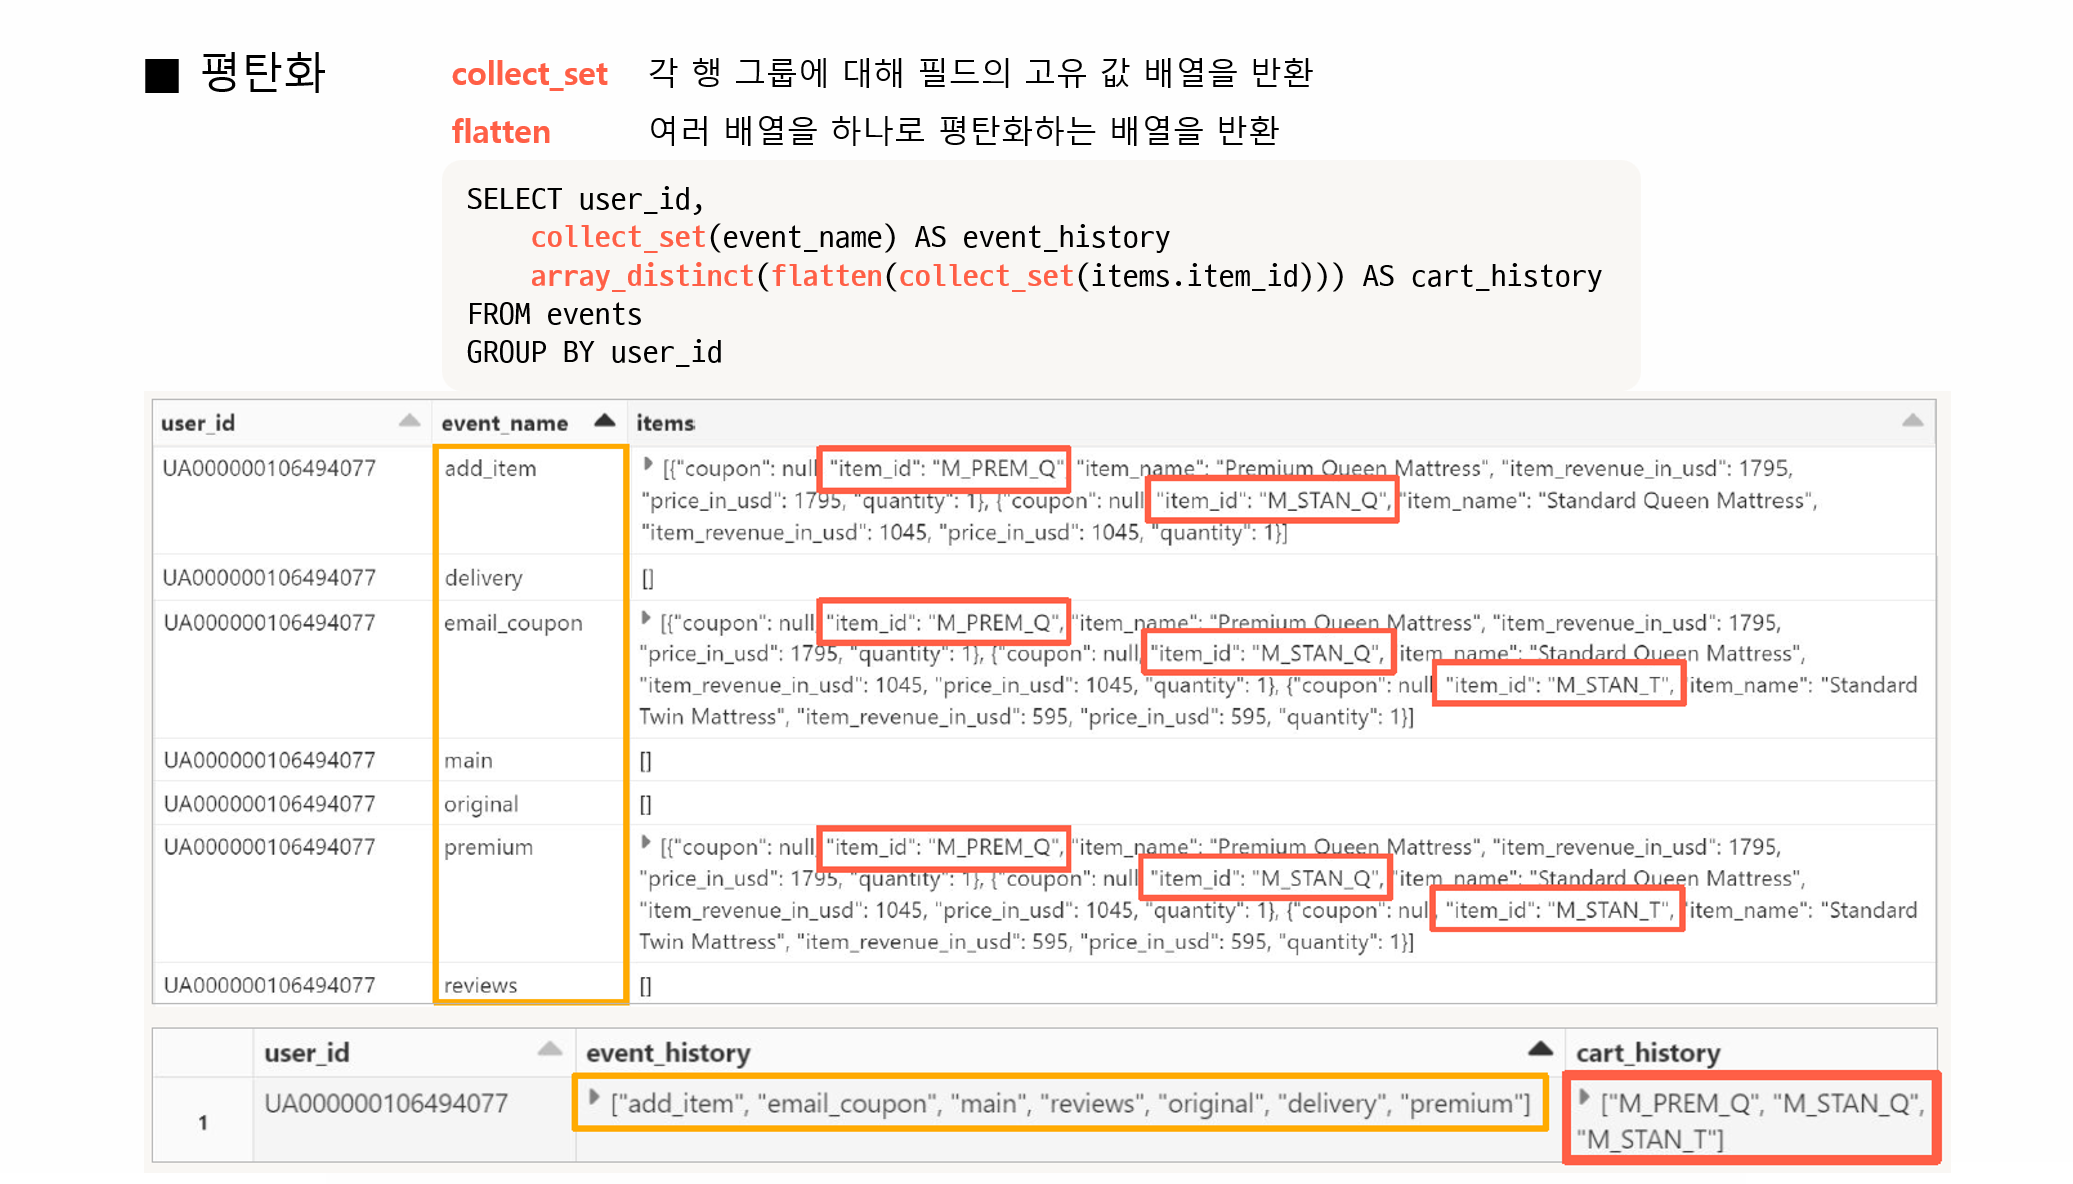 ■ 평탄화
collect_set 각 행 그룹에 대해 필드의 고유 값 배열을 반환
flatten 여러 배열을 하나로 평탄화하는 배열을 반환
SELECT user_id,
collect_set(event_name) AS event_history
array_distinct(flatten(collect_set(items.item_id))) AS cart_history
FROM events
GROUP BY user_id
user_id event_name items
UA000000106494077 add_item [{"coupon": null "item_id": "M_PREM_Q" "item_name": "Premium Queen Mattress", "item_revenue_in_usd": 1795,
"price_in_usd": 1795, "quantity": 1}, {"coupon": null "item_id": "M_STAN_Q", "item_name": "Standard Queen Mattress",
"item_revenue_in_usd": 1045, "price_in_usd": 1045, "quantity": 1}]
UA000000106494077 delivery []
UA000000106494077 email_coupon [{"coupon": null "item_id": "M_PREM_Q", "item_name": "Premium Queen Mattress", "item_revenue_in_usd": 1795,
"price_in_usd": 1795, "quantity": 1}, {"coupon": null, "item_id": "M_STAN_Q", item_name": "Standard Queen Mattress",
"item_revenue_in_usd": 1045, "price_in_usd": 1045, "quantity": 1}, {"coupon": null "item_id": "M_STAN_T", item_name": "Standard
Twin Mattress", "item_revenue_in_usd": 595, "price_in_usd": 595, "quantity": 1}]
UA000000106494077 main []
UA000000106494077 original []
UA000000106494077 premium [{"coupon": null "item_id": "M_PREM_Q", "item_name": "Premium Queen Mattress", "item_revenue_in_usd": 1795,
"price_in_usd": 1795, "quantity": 1}, {"coupon": null "item_id": "M_STAN_Q", "item_name": "Standard Queen Mattress",
"item_revenue_in_usd": 1045, "price_in_usd": 1045, "quantity": 1}, {"coupon": null, "item_id": "M_STAN_T", "item_name": "Standard
Twin Mattress", "item_revenue_in_usd": 595, "price_in_usd": 595, "quantity": 1}]
UA000000106494077 reviews []
user_id event_history cart_history
1 UA000000106494077 ["add_item", "email_coupon", "main", "reviews", "original", "delivery", "premium"] ["M_PREM_Q", "M_STAN_Q",
"M_STAN_T"]